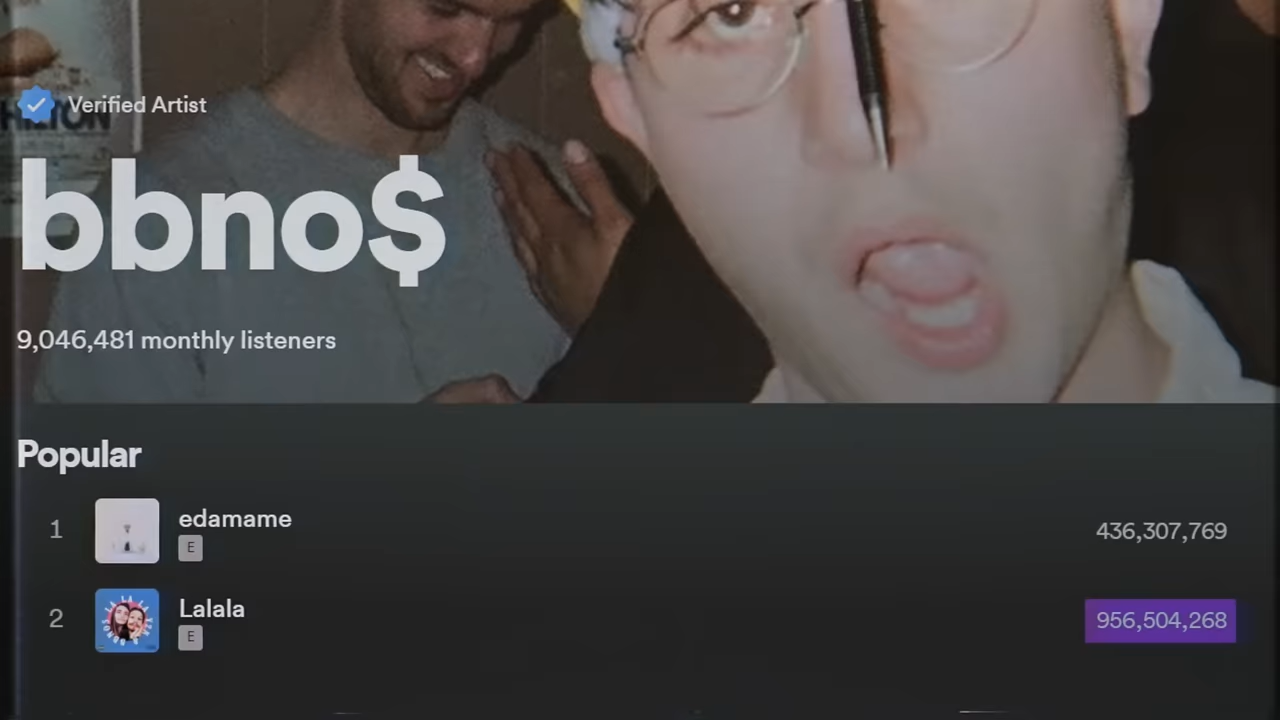 Verified Artist
HILTON
bbno$
9,046,481 monthly listeners
Popular
1
edamame
E
436,307,769
2
Lalala
E
956,504,268